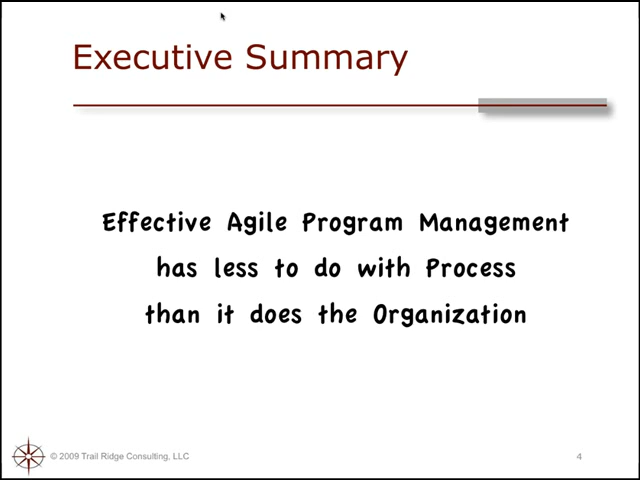 Executive Summary
Effective Agile Program Management
has less to do with Process
than it does the Organization
© 2009 Trail Ridge Consulting, LLC
4